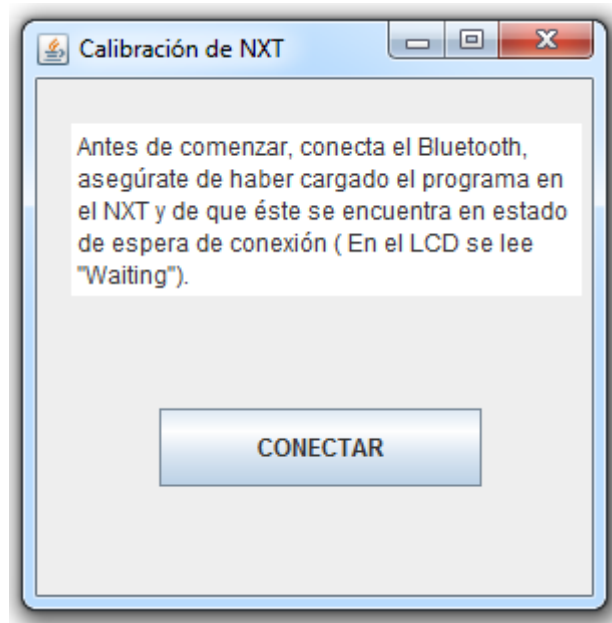 Calibración de NXT
Antes de comenzar, conecta el Bluetooth,
asegúrate de haber cargado el programa en
el NXT y de que éste se encuentra en estado
de espera de conexión ( En el LCD se lee
"Waiting").
CONECTAR